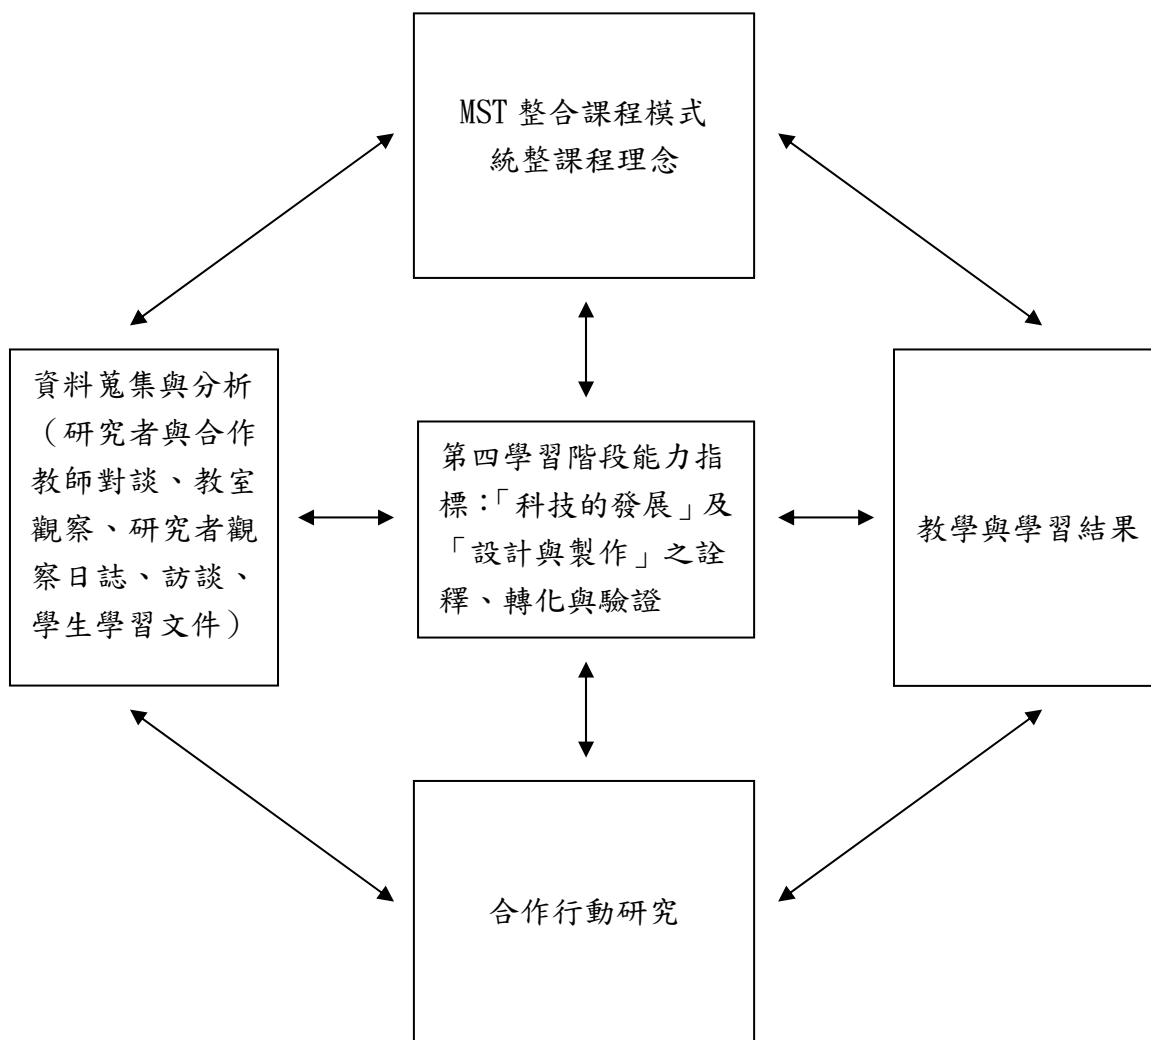 MST 整合課程模式
統整課程理念
資料蒐集與分析
（研究者與合作
教師對談、教室
觀察、研究者觀
察日誌、訪談、
學生學習文件）
第四學習階段能力指
標：「科技的發展」及
「設計與製作」之詮
釋、轉化與驗證
教學與學習結果
合作行動研究